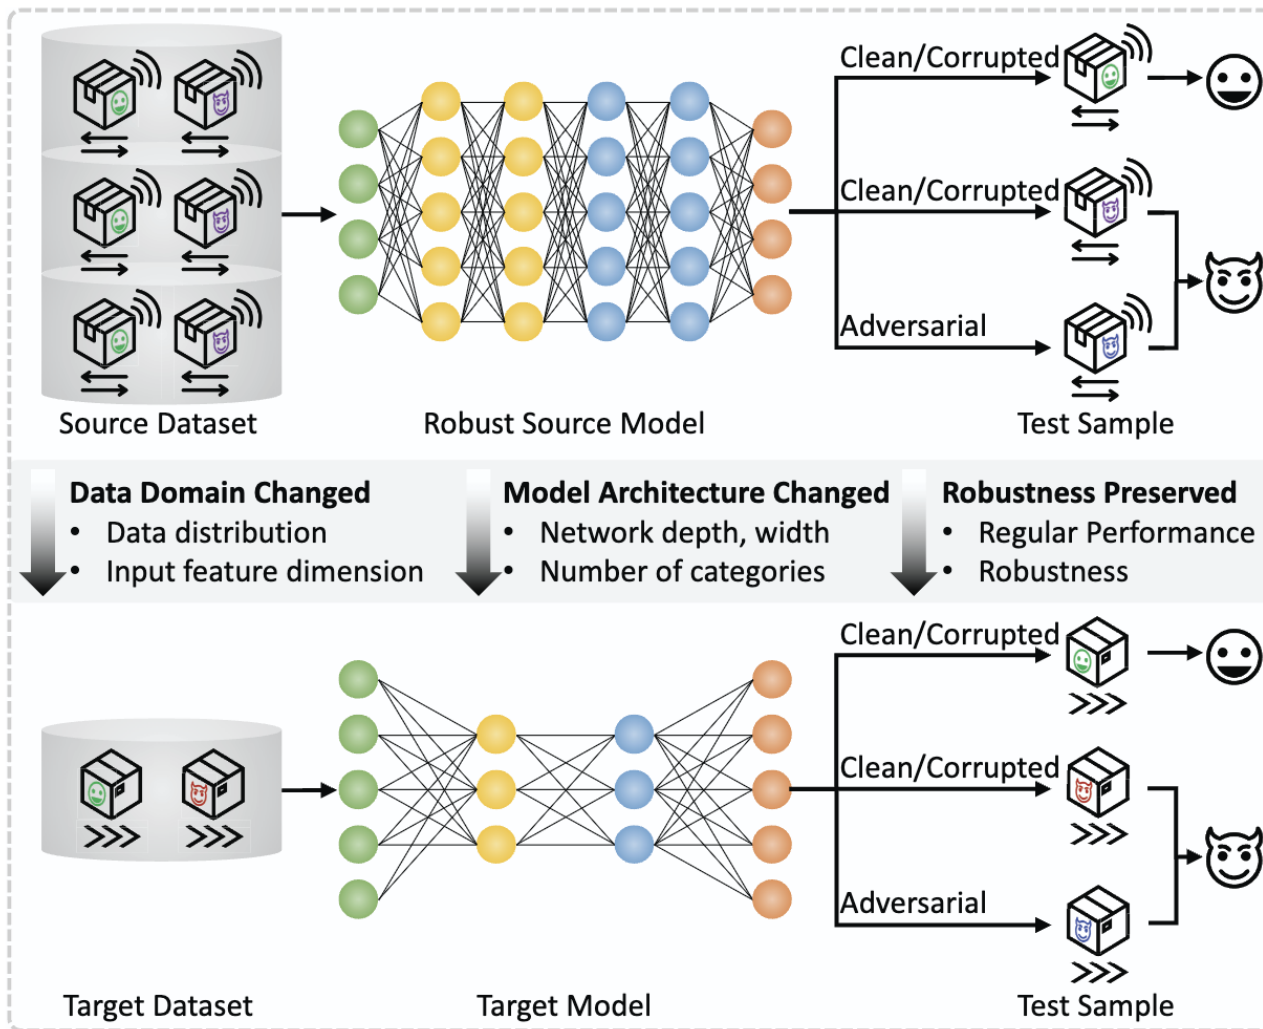 Clean/Corrupted
Clean/Corrupted
Adversarial
Source Dataset
Robust Source Model
Test Sample
Data Domain Changed
• Data distribution
• Input feature dimension
Model Architecture Changed
• Network depth, width
• Number of categories
Robustness Preserved
• Regular Performance
• Robustness
Clean/Corrupted
Clean/Corrupted
Adversarial
Target Dataset
Target Model
Test Sample